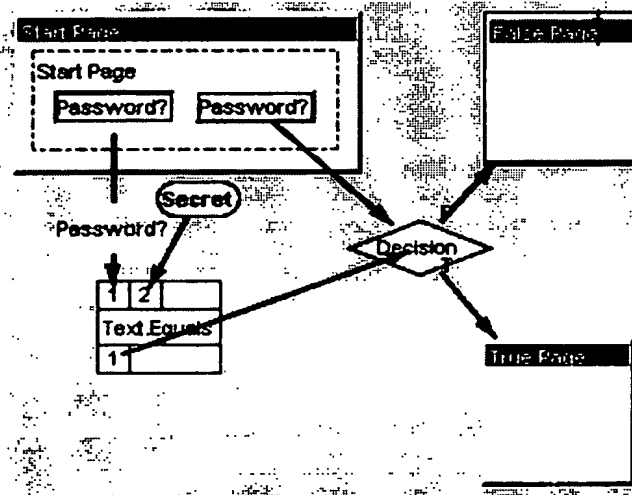 Start Page
False Page
Start Page
Password? Password?
Secret
Password?
F
Decision
T
1 2
Text.Equals
1
True Page